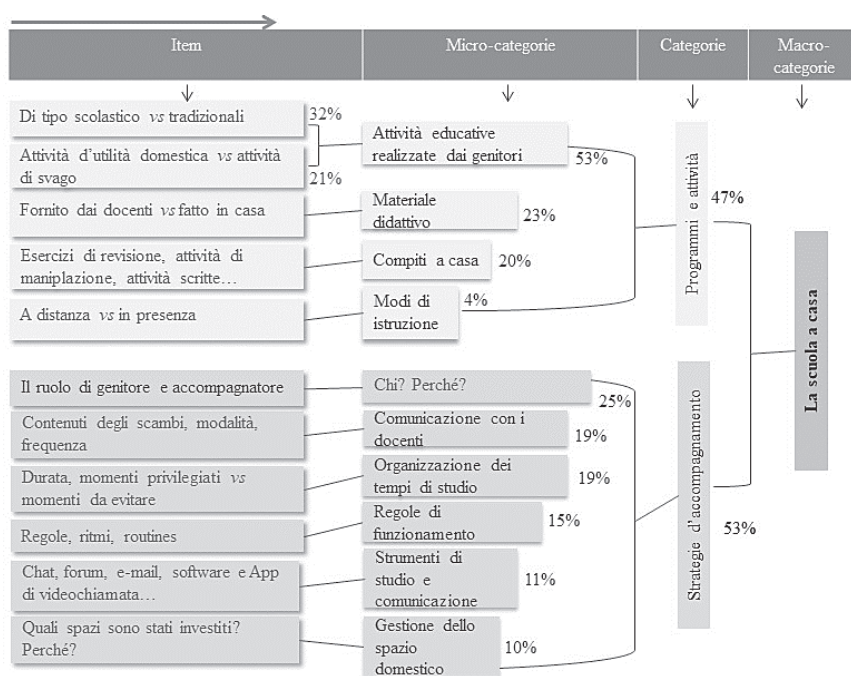 Item
Micro-categorie
Categorie
Macro-
categorie
Di tipo scolastico vs tradizionali
32%
Attività d'utilità domestica vs attività
di svago
21%
Attività educative
realizzate dai genitori
53%
Fornito dai docenti vs fatto in casa
Materiale
didattico
23%
Esercizi di revisione, attività di
maniplazione, attività scritte…
Compiti a casa
20%
A distanza vs in presenza
Modi di
istruzione
4%
Programmi e attività
47%
Il ruolo di genitore e accompagnatore
Chi? Perché?
25%
Contenuti degli scambi, modalità,
frequenza
Comunicazione con i
docenti
19%
Durata, momenti privilegiati vs
momenti da evitare
Organizzazione dei
tempi di studio
19%
Regole, ritmi, routines
Regole di
funzionamento
15%
Chat, forum, e-mail, software e App
di videochiamata…
Strumenti di
studio e
comunicazione
11%
Quali spazi sono stati investiti?
Perché?
Gestione dello
spazio
domestico
10%
Strategie d'accompagnamento
53%
La scuola a casa